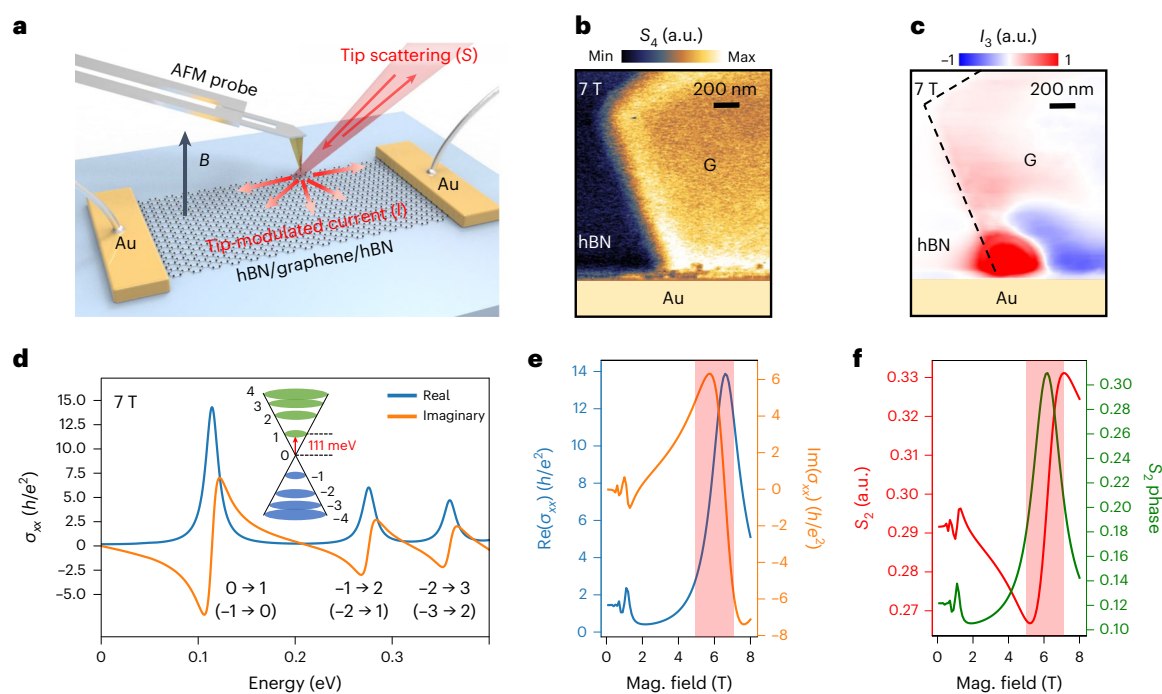 a
Tip scattering (S)
AFM probe
B
Au
Au
Tip-modulated current (I)
hBN/graphene/hBN
b
S₄ (a.u.)
Min Max
7 T
200 nm
G
hBN
Au
c
I₃ (a.u.)
–1 1
7 T
200 nm
G
hBN
Au
d
7 T
Real
Imaginary
15.0
12.5
10.0
7.5
5.0
2.5
0
–2.5
–5.0
σxx (h/e²)
4
3
2
1
0
111 meV
–1
–2
–3
–4
0 → 1
(–1 → 0)
–1 → 2
(–2 → 1)
–2 → 3
(–3 → 2)
0 0.1 0.2 0.3
Energy (eV)
e
14
12
10
8
6
4
2
0
Re(σxx) (h/e²)
6
4
2
0
–2
–4
–6
–8
Im(σxx) (h/e²)
0 2 4 6 8
Mag. field (T)
f
0.33
0.32
0.31
0.30
0.29
0.28
0.27
S₂ (a.u.)
0.30
0.28
0.26
0.24
0.22
0.20
0.18
0.16
0.14
0.12
0.10
S₂ phase
0 2 4 6 8
Mag. field (T)